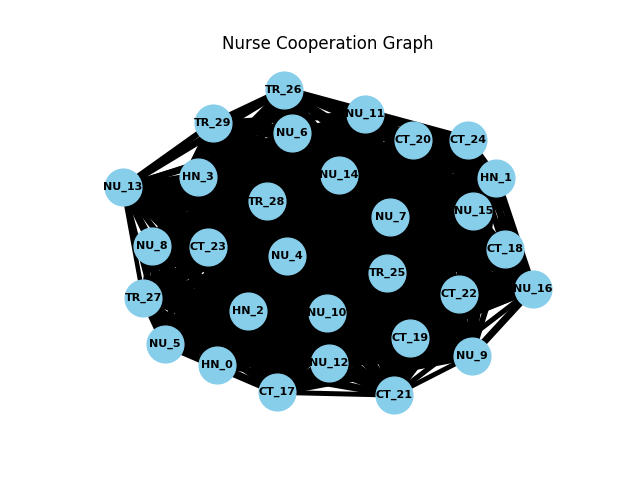 Nurse Cooperation Graph
TR_26
NU_11
TR_29
NU_6
CT_20
CT_24
NU_14
HN_3
HN_1
NU_13
TR_28
NU_15
NU_7
NU_8
CT_23
CT_18
NU_4
TR_25
NU_16
CT_22
TR_27
HN_2
NU_10
CT_19
NU_5
NU_9
NU_12
HN_0
CT_17
CT_21